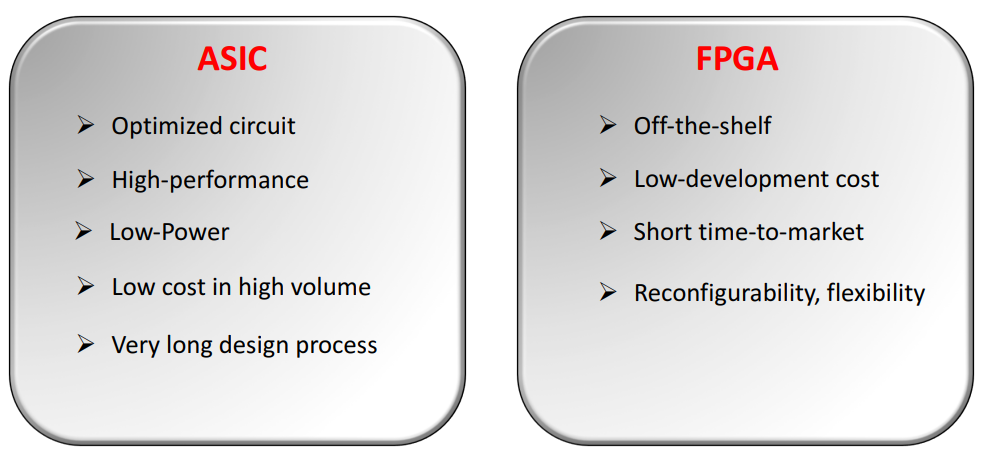 ASIC
➢ Optimized circuit
➢ High-performance
➢ Low-Power
➢ Low cost in high volume
➢ Very long design process
FPGA
➢ Off-the-shelf
➢ Low-development cost
➢ Short time-to-market
➢ Reconfigurability, flexibility